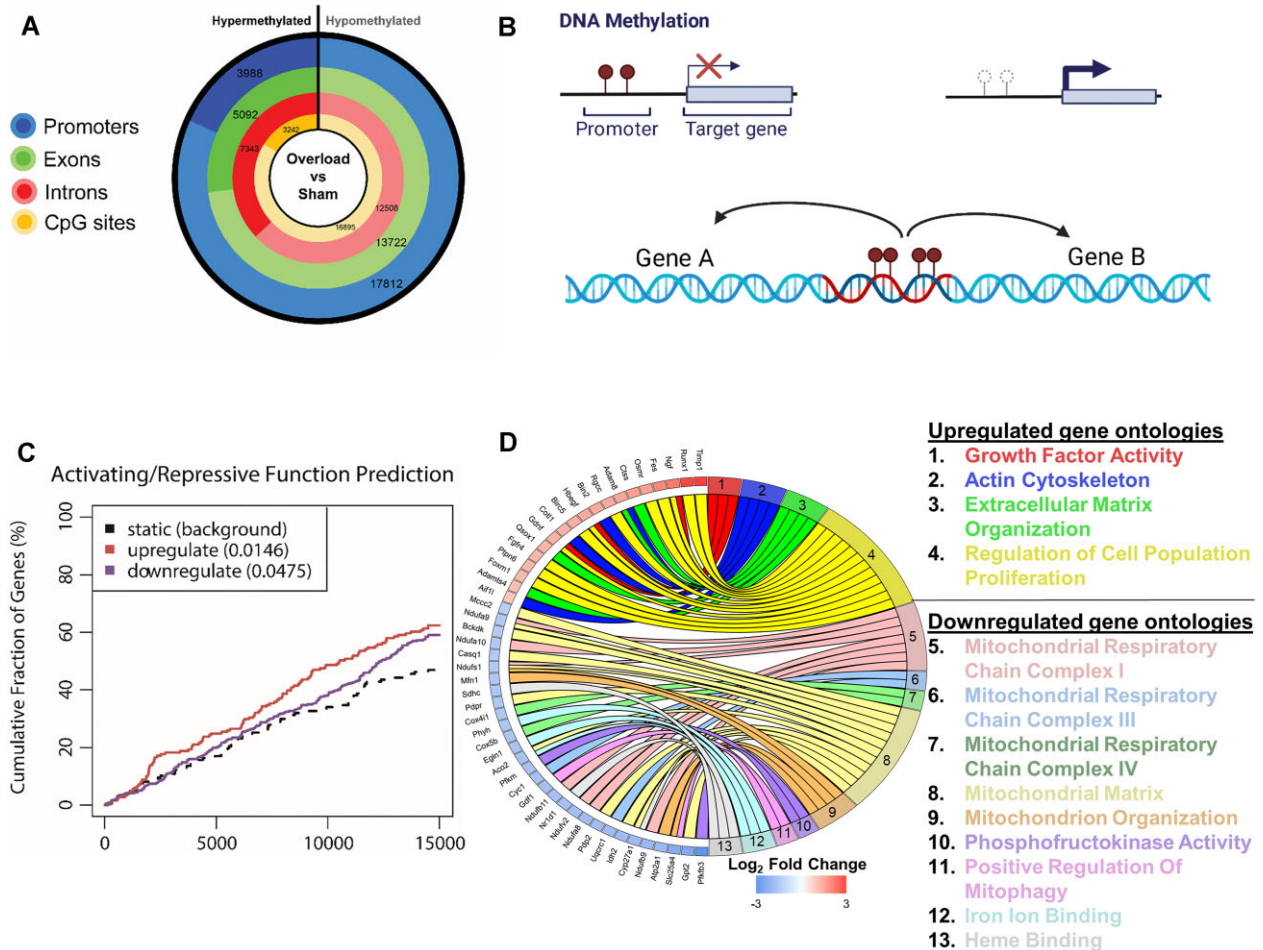 A
Hypermethylated
Hypomethylated
3988
5092
7343
3242
Overload
vs
Sham
12508
16895
13722
17812
Promoters
Exons
Introns
CpG sites
B
DNA Methylation
Promoter
Target gene
Gene A
Gene B
C
Activating/Repressive Function Prediction
Cumulative Fraction of Genes (%)
100
80
60
40
20
0
static (background)
upregulate (0.0146)
downregulate (0.0475)
0
5000
10000
15000
D
Timp1
Runx1
Ngf
Fes
Osmr
Ctss
Adam8
Rgcc
Bin2
Hbegf
Birc5
Cotl1
Gdnf
Qsox1
Fgfr4
Ptpn6
Foxm1
Adamts4
Aif1l
Mccc2
Ndufa9
Bckdk
Ndufa10
Casq1
Ndufs1
Mfn1
Sdhc
Pdpr
Cox4i1
Phyh
Cox5b
Egln1
Aco2
Pfkm
Cyc1
Gdf1
Ndufb11
Nr1d1
Ndufv2
Ndufa8
Pdp2
Uqcrc1
Idh2
Cyp27a1
Ndufb9
Atp2a1
Slc25a4
Gpt2
Pfkfb3
1
2
3
4
5
6
7
8
9
10
11
12
13
Log2 Fold Change
-3
3
Upregulated gene ontologies
1. Growth Factor Activity
2. Actin Cytoskeleton
3. Extracellular Matrix
Organization
4. Regulation of Cell Population
Proliferation
Downregulated gene ontologies
5. Mitochondrial Respiratory
Chain Complex I
6. Mitochondrial Respiratory
Chain Complex III
7. Mitochondrial Respiratory
Chain Complex IV
8. Mitochondrial Matrix
9. Mitochondrion Organization
10. Phosphofructokinase Activity
11. Positive Regulation Of
Mitophagy
12. Iron Ion Binding
13. Heme Binding